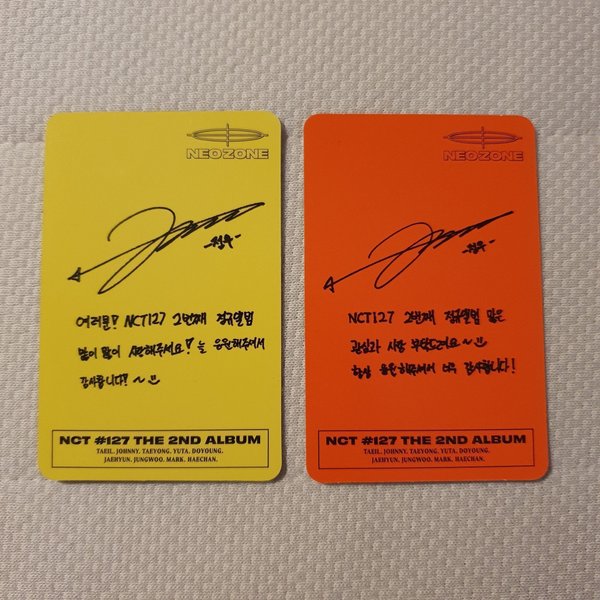 NEOZONE
-정우-
여러분! NCT127 2번째 정규앨범
많이 많이 사랑해주세요! 늘 응원해주어서
감사합니다! ~
NCT #127 THE 2ND ALBUM
TAEIL. JOHNNY. TAEYONG. YUTA. DOYOUNG.
JAEHYUN. JUNGWOO. MARK. HAECHAN.
NEOZONE
-정우-
NCT127 2번째 정규앨범 많은
관심과 사랑 부탁드려요~
항상 응원해주셔서 너무 감사합니다!
NCT #127 THE 2ND ALBUM
TAEIL. JOHNNY. TAEYONG. YUTA. DOYOUNG.
JAEHYUN. JUNGWOO. MARK. HAECHAN.